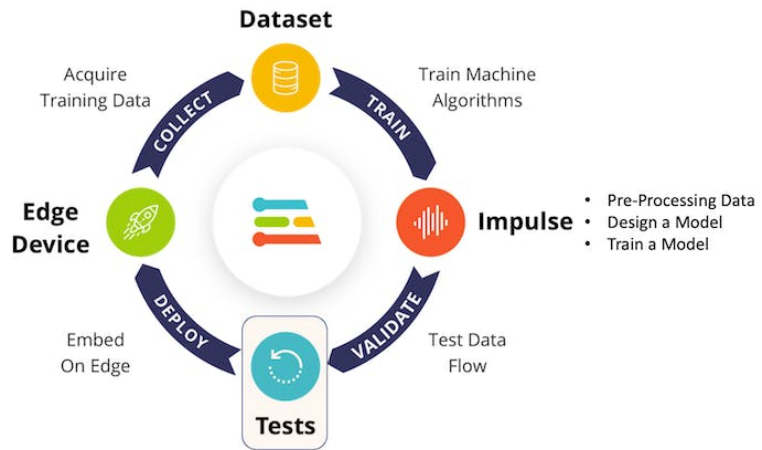 Dataset
Acquire
Training Data
COLLECT
TRAIN
Train Machine
Algorithms
Edge
Device
Impulse
• Pre-Processing Data
• Design a Model
• Train a Model
DEPLOY
VALIDATE
Embed
On Edge
Test Data
Flow
Tests